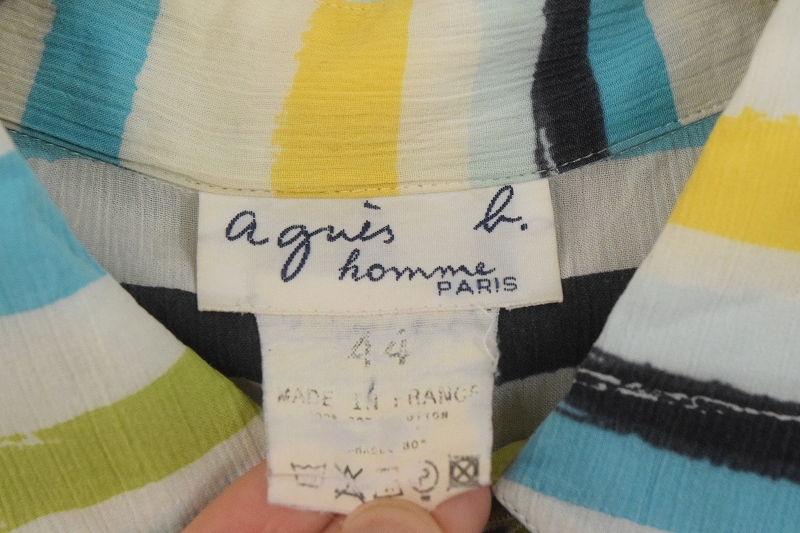 agnès b.
homme
PARIS
44
MADE IN FRANCE